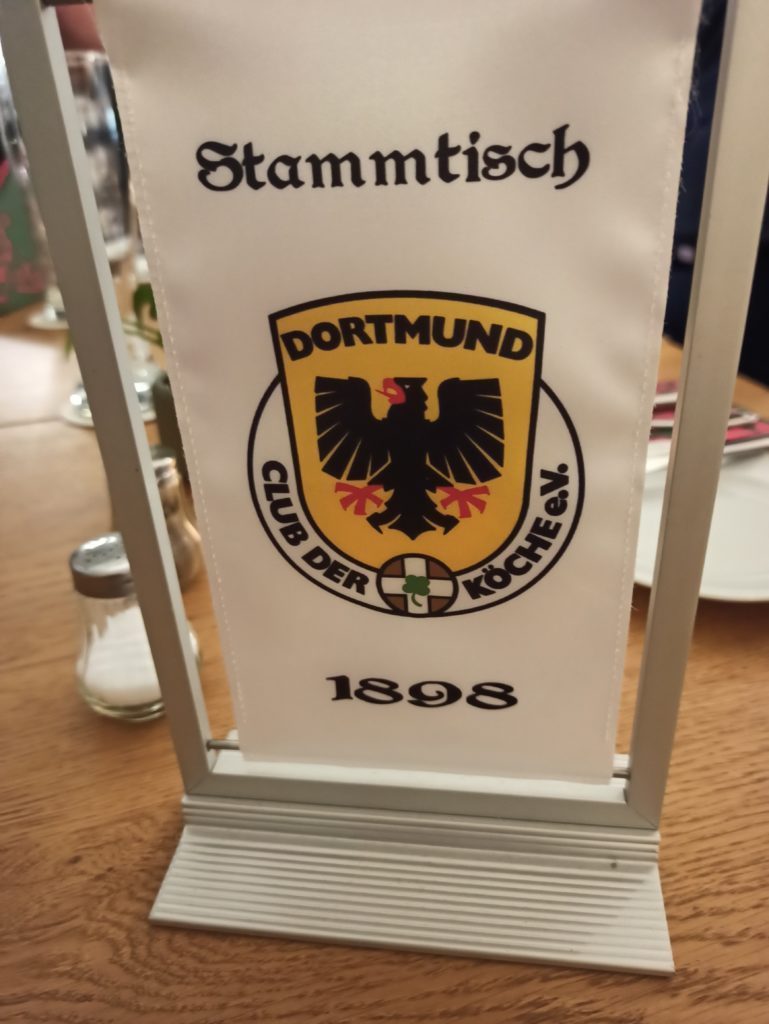 Stammtisch
DORTMUND
CLUB DER KÖCHE e.V.
1898